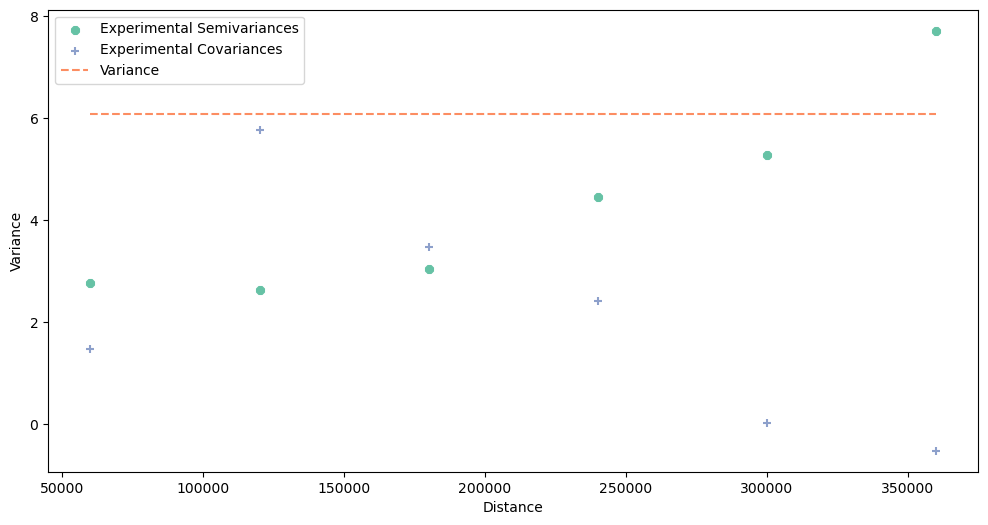 Experimental Semivariances
Experimental Covariances
Variance
8
6
4
2
0
Variance
50000 100000 150000 200000 250000 300000 350000
Distance